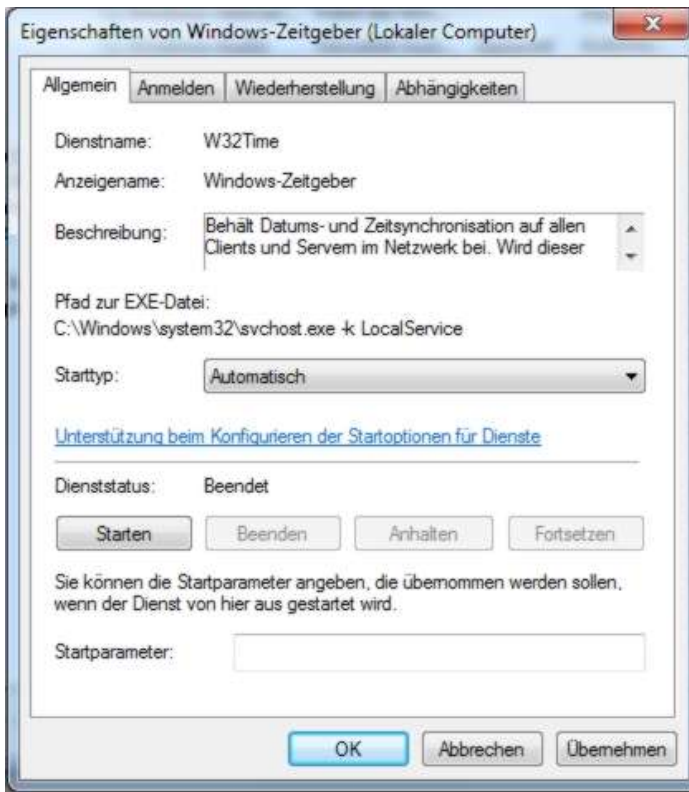 Eigenschaften von Windows-Zeitgeber (Lokaler Computer)
Allgemein Anmelden Wiederherstellung Abhängigkeiten
Dienstname: W32Time
Anzeigename: Windows-Zeitgeber
Beschreibung: Behält Datums- und Zeitsynchronisation auf allen
Clients und Servern im Netzwerk bei. Wird dieser
Pfad zur EXE-Datei:
C:\Windows\system32\svchost.exe -k LocalService
Starttyp: Automatisch
Unterstützung beim Konfigurieren der Startoptionen für Dienste
Dienststatus: Beendet
Starten Beenden Anhalten Fortsetzen
Sie können die Startparameter angeben, die übernommen werden sollen,
wenn der Dienst von hier aus gestartet wird.
Startparameter:
OK Abbrechen Übernehmen